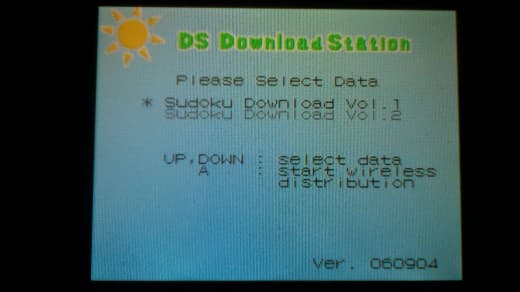 DS Download Station
Please Select Data
* Sudoku Download Vol.1
Sudoku Download Vol.2
UP,DOWN : select data
A : start wireless
distribution
Ver. 060904